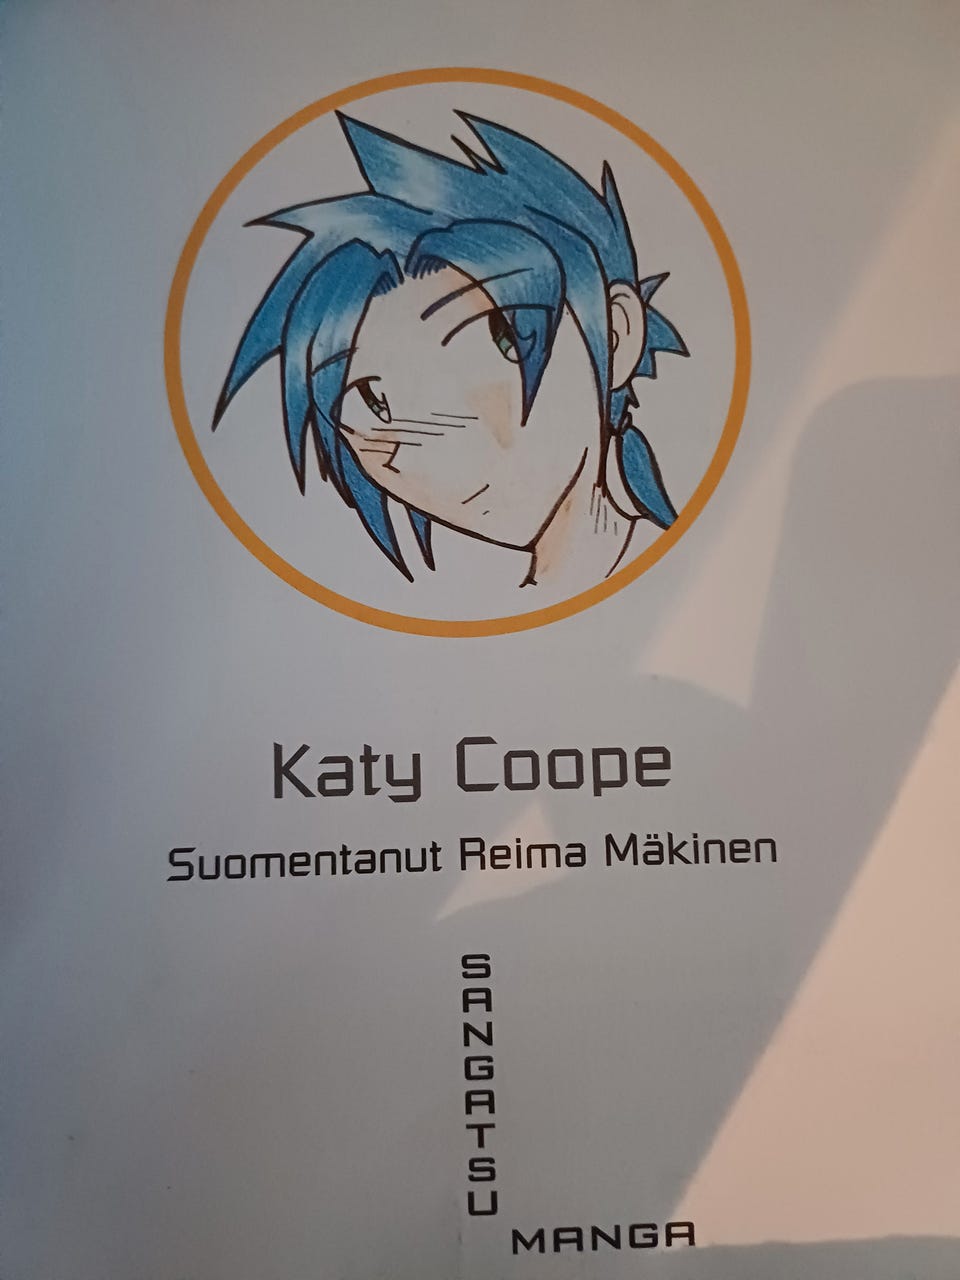 Katy Coope
Suomentanut Reima Mäkinen
SANGATSU
MANGA